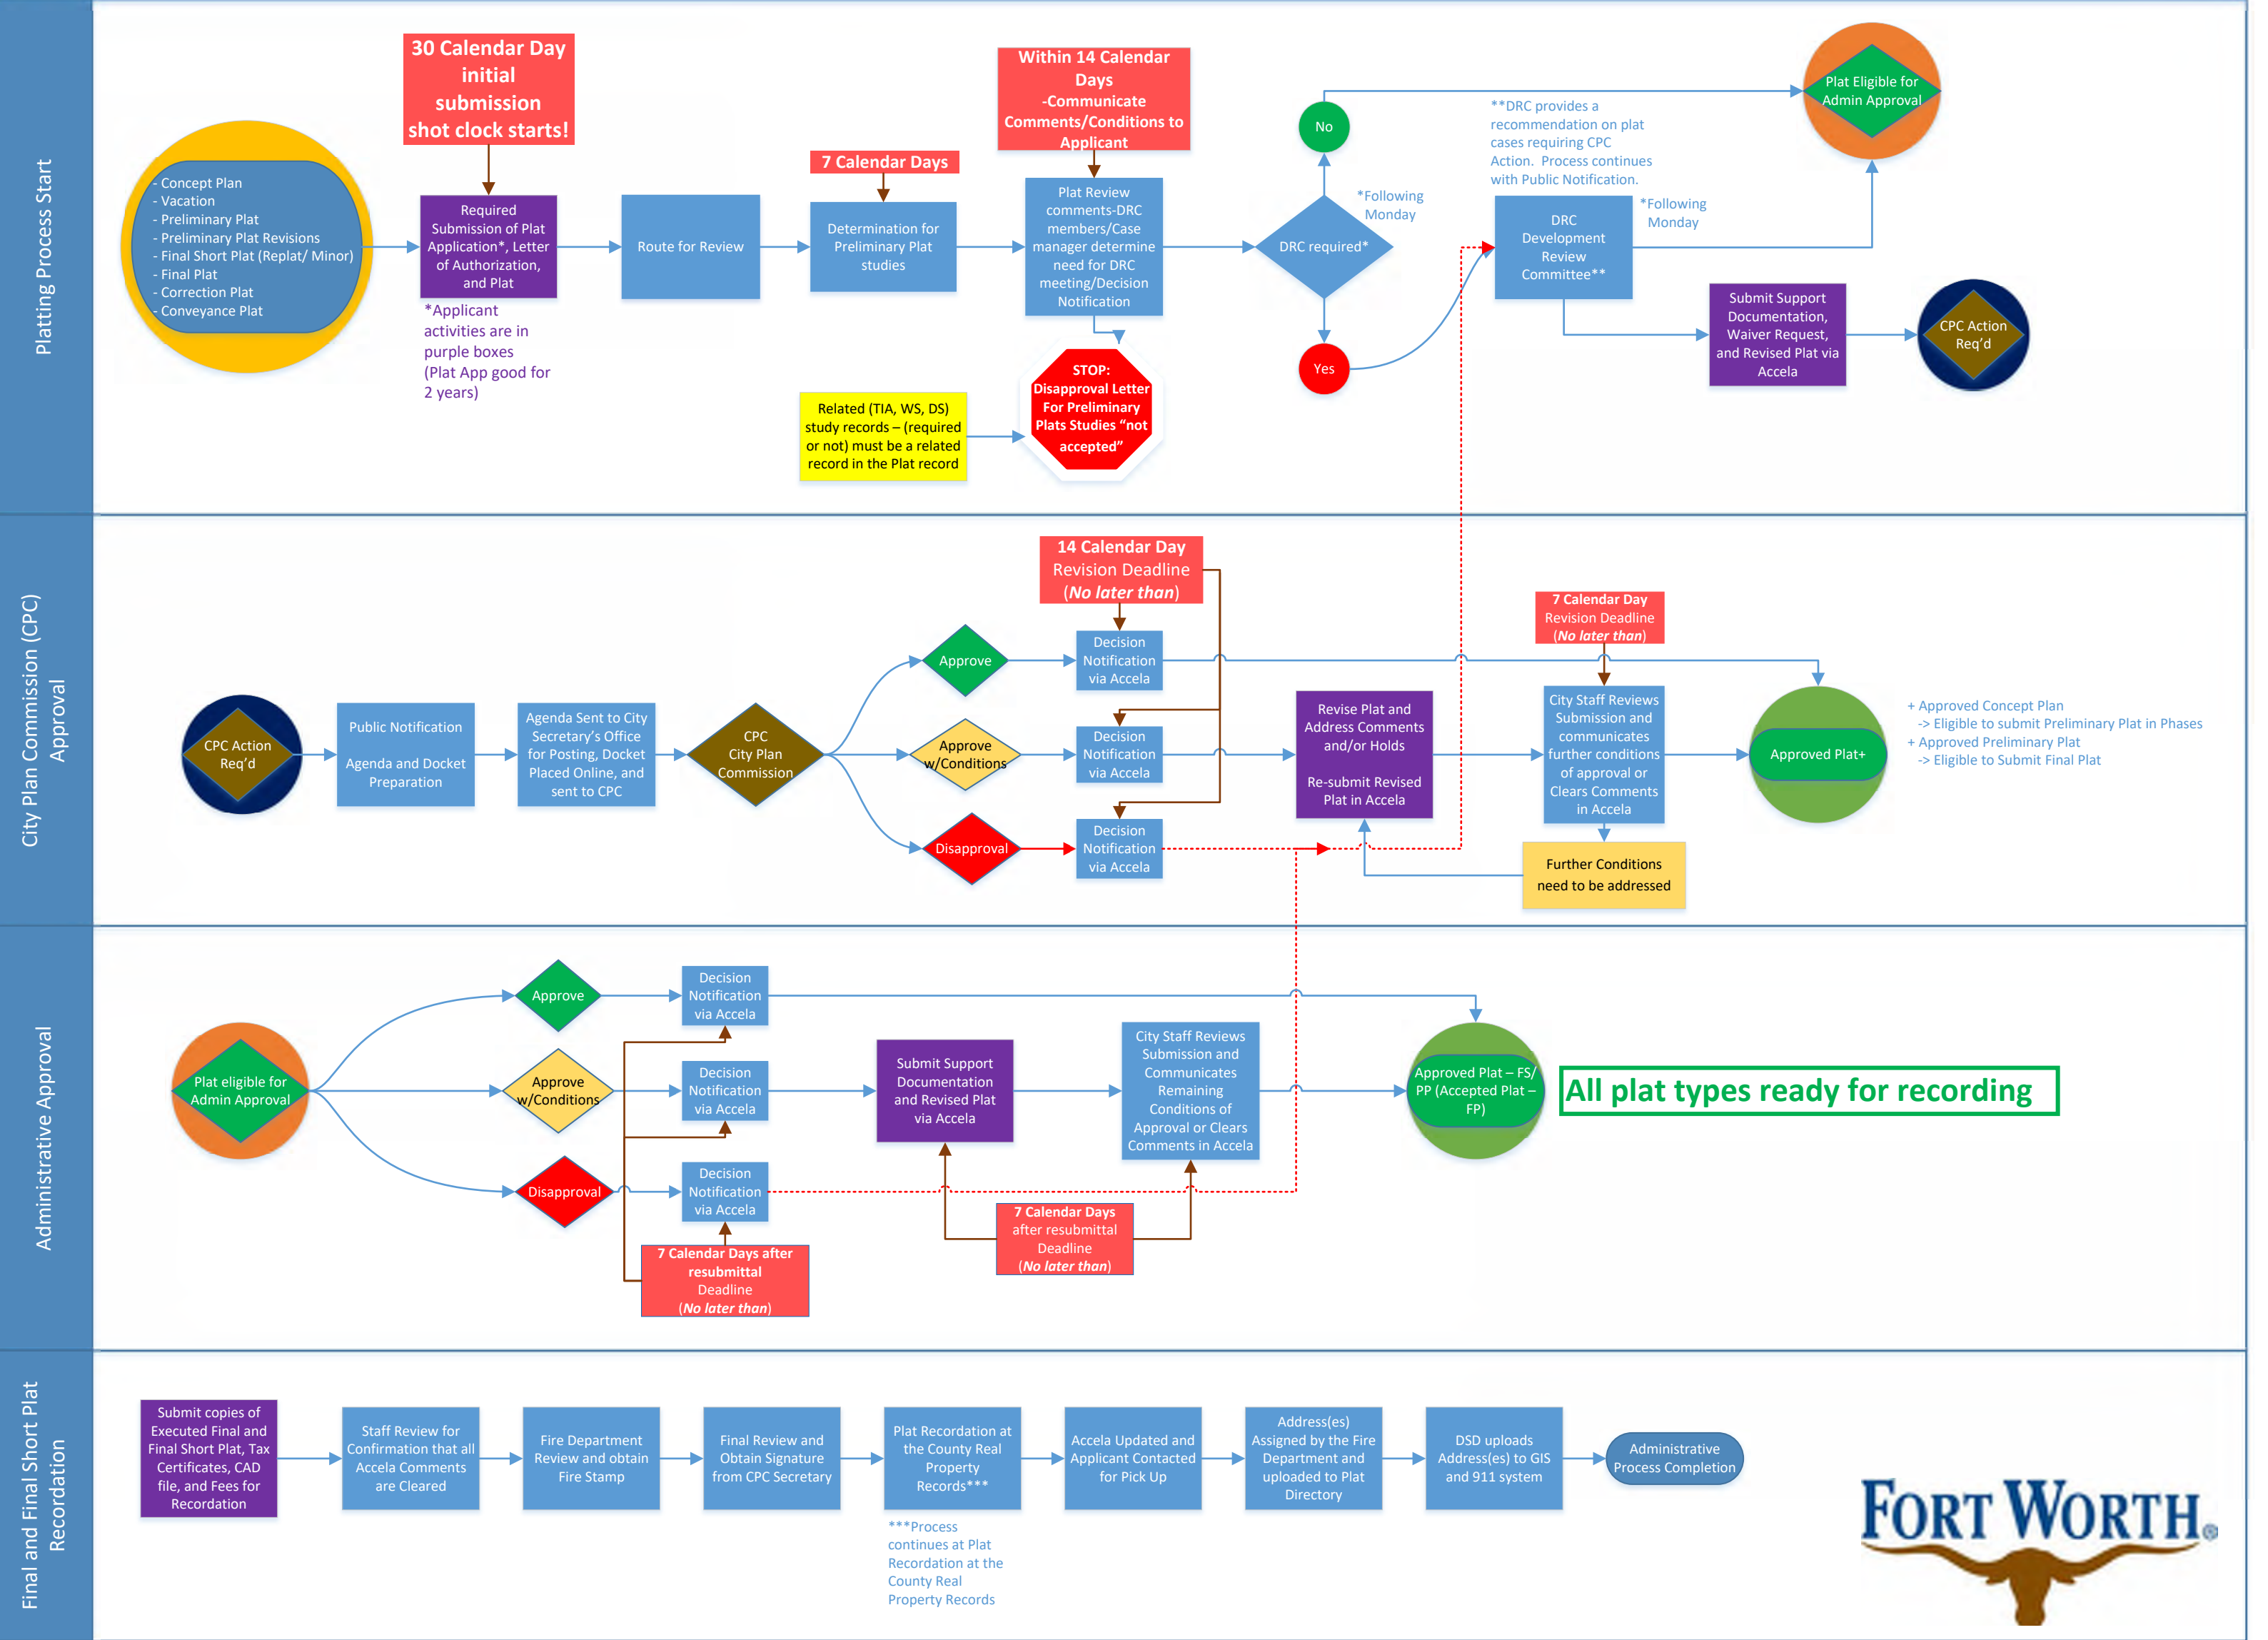 Platting Process Start
30 Calendar Day
initial
submission
shot clock starts!
- Concept Plan
- Vacation
- Preliminary Plat
- Preliminary Plat Revisions
- Final Short Plat (Replat/ Minor)
- Final Plat
- Correction Plat
- Conveyance Plat
Required
Submission of Plat
Application*, Letter
of Authorization,
and Plat
*Applicant
activities are in
purple boxes
(Plat App good for
2 years)
Route for Review
7 Calendar Days
Determination for
Preliminary Plat
studies
Within 14 Calendar
Days
-Communicate
Comments/Conditions to
Applicant
Plat Review
comments-DRC
members/Case
manager determine
need for DRC
meeting/Decision
Notification
Related (TIA, WS, DS)
study records – (required
or not) must be a related
record in the Plat record
STOP:
Disapproval Letter
For Preliminary
Plats Studies “not
accepted”
DRC required*
*Following
Monday
No
Yes
**DRC provides a
recommendation on plat
cases requiring CPC
Action. Process continues
with Public Notification.
DRC
Development
Review
Committee**
*Following
Monday
Plat Eligible for
Admin Approval
Submit Support
Documentation,
Waiver Request,
and Revised Plat via
Accela
CPC Action
Req’d
City Plan Commission (CPC)
Approval
CPC Action
Req’d
Public Notification
Agenda and Docket
Preparation
Agenda Sent to City
Secretary’s Office
for Posting, Docket
Placed Online, and
sent to CPC
CPC
City Plan
Commission
Approve
Approve
w/Conditions
Disapproval
14 Calendar Day
Revision Deadline
(No later than)
Decision
Notification
via Accela
Decision
Notification
via Accela
Decision
Notification
via Accela
Revise Plat and
Address Comments
and/or Holds
Re-submit Revised
Plat in Accela
7 Calendar Day
Revision Deadline
(No later than)
City Staff Reviews
Submission and
communicates
further conditions
of approval or
Clears Comments
in Accela
Further Conditions
need to be addressed
Approved Plat+
+ Approved Concept Plan
-> Eligible to submit Preliminary Plat in Phases
+ Approved Preliminary Plat
-> Eligible to Submit Final Plat
Administrative Approval
Plat eligible for
Admin Approval
Approve
Approve
w/Conditions
Disapproval
Decision
Notification
via Accela
Decision
Notification
via Accela
Decision
Notification
via Accela
7 Calendar Days after
resubmittal
Deadline
(No later than)
Submit Support
Documentation
and Revised Plat
via Accela
7 Calendar Days
after resubmittal
Deadline
(No later than)
City Staff Reviews
Submission and
Communicates
Remaining
Conditions of
Approval or Clears
Comments in Accela
Approved Plat – FS/
PP (Accepted Plat –
FP)
All plat types ready for recording
Final and Final Short Plat
Recordation
Submit copies of
Executed Final and
Final Short Plat, Tax
Certificates, CAD
file, and Fees for
Recordation
Staff Review for
Confirmation that all
Accela Comments
are Cleared
Fire Department
Review and obtain
Fire Stamp
Final Review and
Obtain Signature
from CPC Secretary
Plat Recordation at
the County Real
Property
Records***
***Process
continues at Plat
Recordation at the
County Real
Property Records
Accela Updated and
Applicant Contacted
for Pick Up
Address(es)
Assigned by the Fire
Department and
uploaded to Plat
Directory
DSD uploads
Address(es) to GIS
and 911 system
Administrative
Process Completion
FORT WORTH®